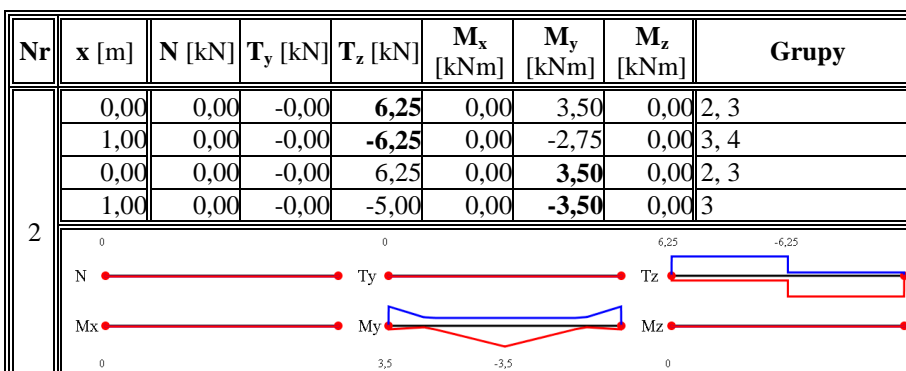 Nr x [m] N [kN] Ty [kN] Tz [kN] Mx [kNm] My [kNm] Mz [kNm] Grupy
0,00 0,00 -0,00 6,25 0,00 3,50 0,00 2, 3
1,00 0,00 -0,00 -6,25 0,00 -2,75 0,00 3, 4
0,00 0,00 -0,00 6,25 0,00 3,50 0,00 2, 3
1,00 0,00 -0,00 -5,00 0,00 -3,50 0,00 3
2
0 0 6,25 -6,25
N Ty Tz
Mx My Mz
0 3,5 -3,5 0